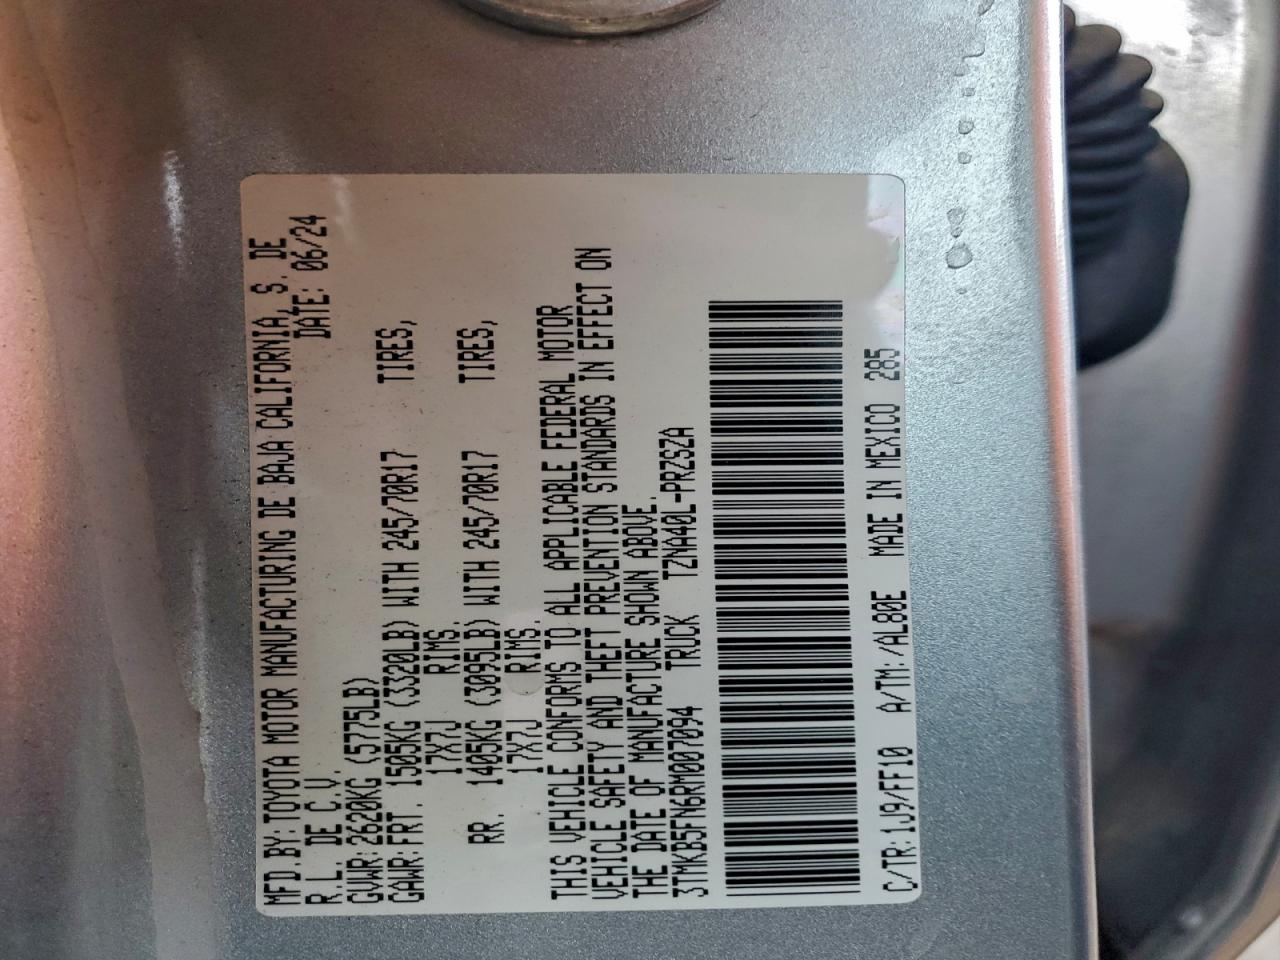 MFD.BY: TOYOTA MOTOR MANUFACTURING DE BAJA CALIFORNIA, S. DE
R.L. DE C.V. DATE: 06/24
GVWR: 2620KG (5775LB)
GAWR: FRT. 1505KG (3320LB) WITH 245/70R17 TIRES,
17X7J RIMS.
RR. 1405KG (3095LB) WITH 245/70R17 TIRES,
17X7J RIMS.
THIS VEHICLE CONFORMS TO ALL APPLICABLE FEDERAL MOTOR
VEHICLE SAFETY AND THEFT PREVENTION STANDARDS IN EFFECT ON
THE DATE OF MANUFACTURE SHOWN ABOVE.
3TMKB5FN6RM007094 TRUCK TZNA40L-PRZSZA
C/TR: 1J9/FF10 A/TM: /AL80E MADE IN MEXICO 285